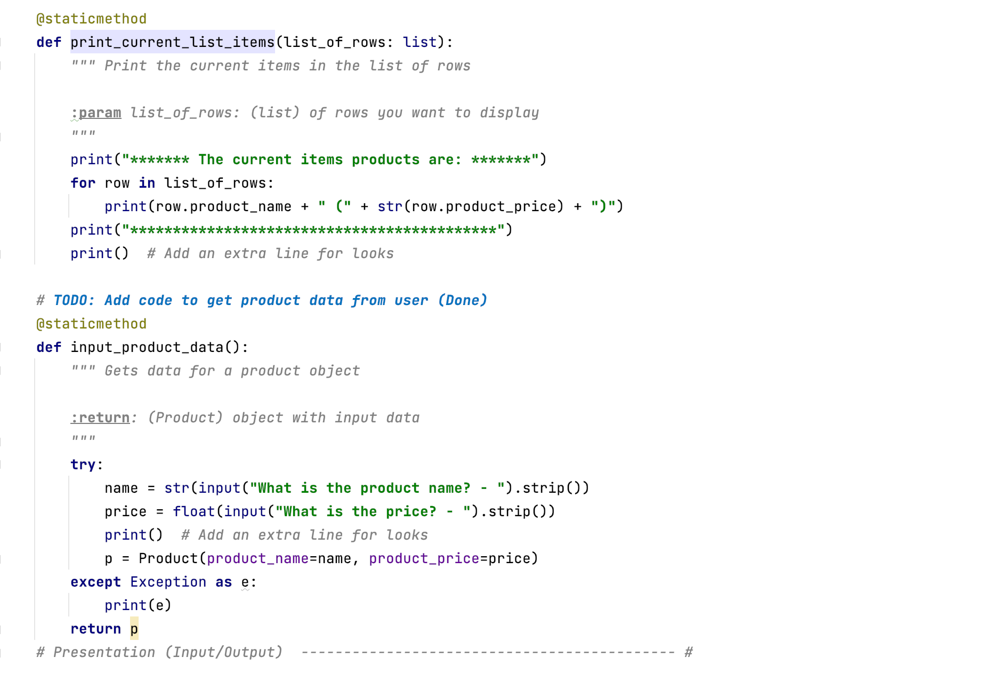 @staticmethod
def print_current_list_items(list_of_rows: list):
""" Print the current items in the list of rows
:param list_of_rows: (list) of rows you want to display
"""
print("******* The current items products are: *******")
for row in list_of_rows:
print(row.product_name + " (" + str(row.product_price) + ")")
print("*******************************************")
print()  # Add an extra line for looks
# TODO: Add code to get product data from user (Done)
@staticmethod
def input_product_data():
""" Gets data for a product object
:return: (Product) object with input data
"""
try:
name = str(input("What is the product name? - ").strip())
price = float(input("What is the price? - ").strip())
print()  # Add an extra line for looks
p = Product(product_name=name, product_price=price)
except Exception as e:
print(e)
return p
# Presentation (Input/Output)  -------------------------------------------- #